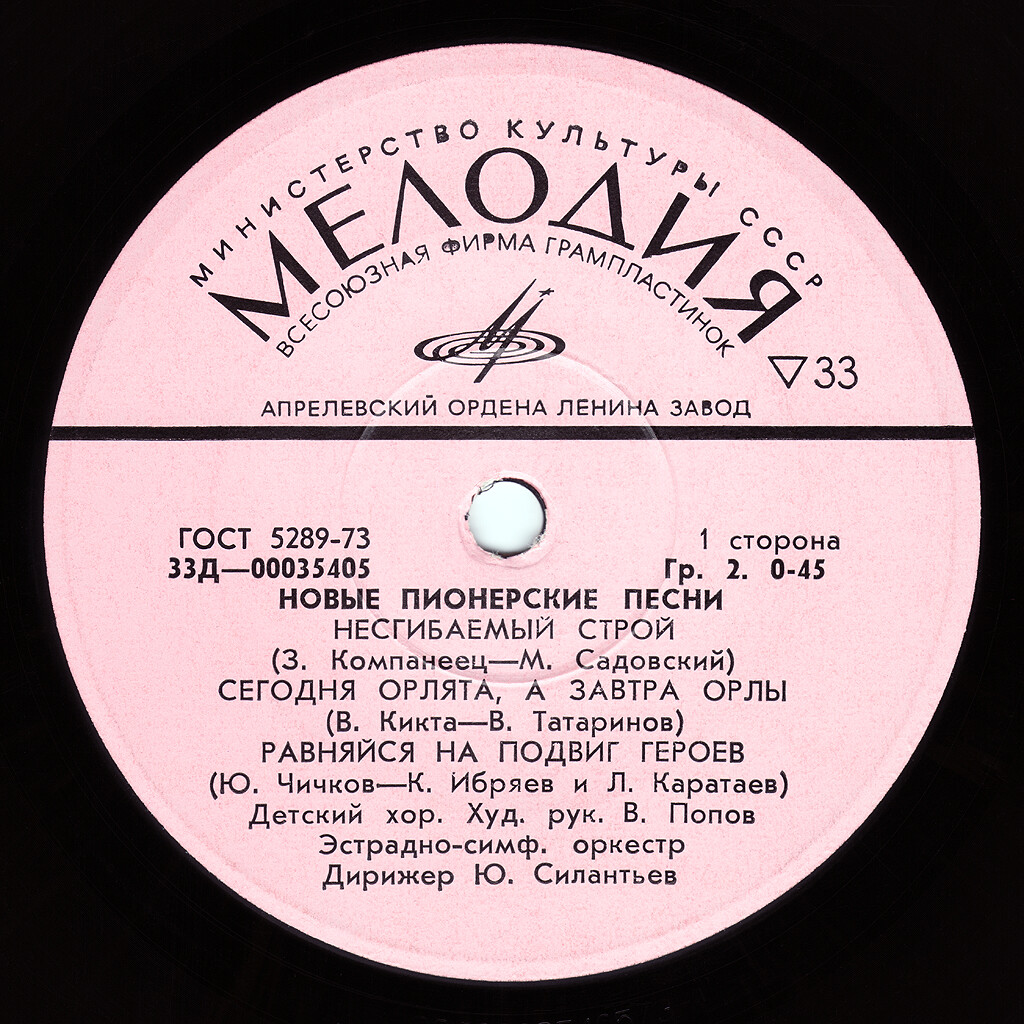 МИНИСТЕРСТВО КУЛЬТУРЫ СССР
МЕЛОДИЯ
ВСЕСОЮЗНАЯ ФИРМА ГРАМПЛАСТИНОК
▽33
АПРЕЛЕВСКИЙ ОРДЕНА ЛЕНИНА ЗАВОД
ГОСТ 5289-73
1 сторона
33Д—00035405
Гр. 2. 0-45
НОВЫЕ ПИОНЕРСКИЕ ПЕСНИ
НЕСГИБАЕМЫЙ СТРОЙ
(З. Компанеец—М. Садовский)
СЕГОДНЯ ОРЛЯТА, А ЗАВТРА ОРЛЫ
(В. Кикта—В. Татаринов)
РАВНЯЙСЯ НА ПОДВИГ ГЕРОЕВ
(Ю. Чичков—К. Ибряев и Л. Каратаев)
Детский хор. Худ. рук. В. Попов
Эстрадно-симф. оркестр
Дирижер Ю. Силантьев